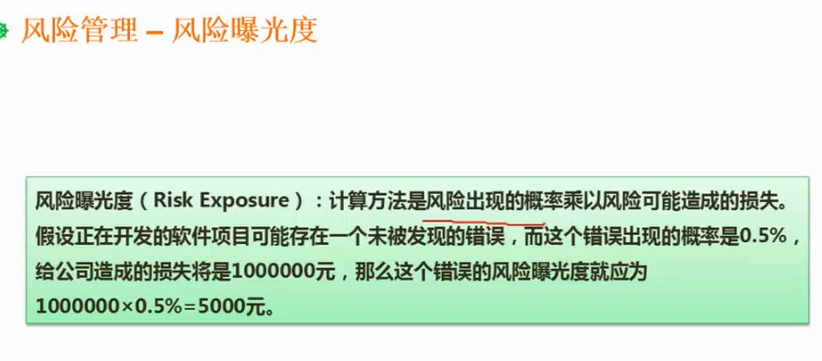 风险管理 – 风险曝光度
风险曝光度（Risk Exposure）：计算方法是风险出现的概率乘以风险可能造成的损失。
假设正在开发的软件项目可能存在一个未被发现的错误，而这个错误出现的概率是0.5%，
给公司造成的损失将是1000000元，那么这个错误的风险曝光度就应为
1000000×0.5%=5000元。